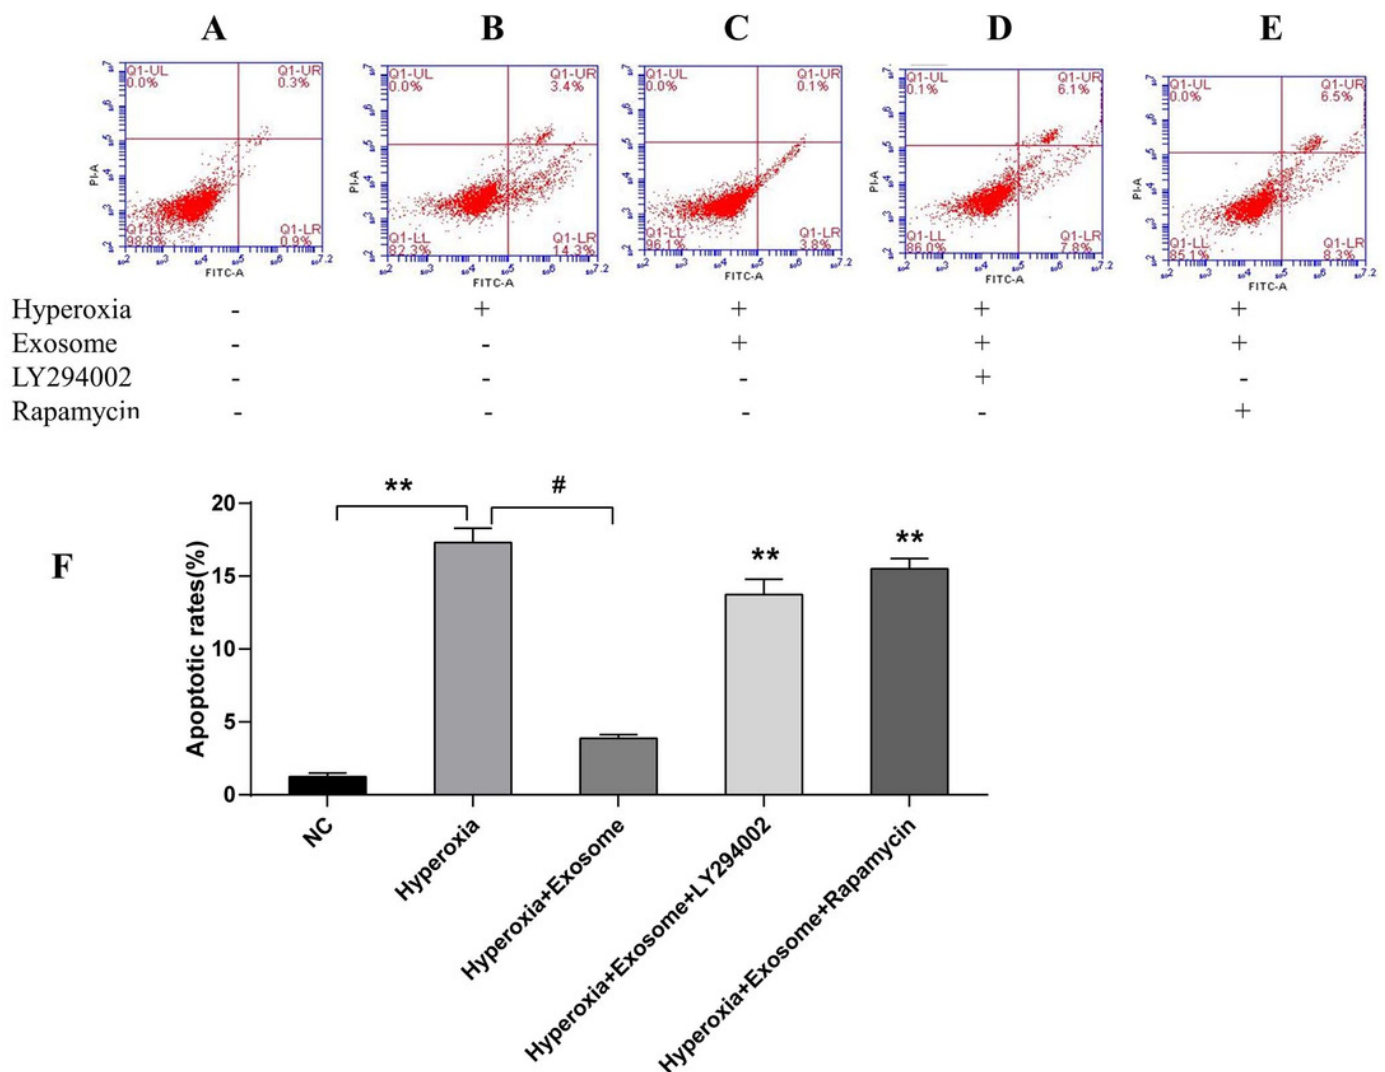 A B C D E
Q1-UL Q1-UR
0.0% 0.3%
Q1-LL Q1-LR
98.8% 0.9%
PI-A
FITC-A
Q1-UL Q1-UR
0.0% 3.4%
Q1-LL Q1-LR
82.3% 14.3%
PI-A
FITC-A
Q1-UL Q1-UR
0.0% 0.1%
Q1-LL Q1-LR
96.1% 3.8%
PI-A
FITC-A
Q1-UL Q1-UR
0.1% 6.1%
Q1-LL Q1-LR
86.0% 7.8%
PI-A
FITC-A
Q1-UL Q1-UR
0.0% 6.5%
Q1-LL Q1-LR
85.1% 8.3%
PI-A
FITC-A
Hyperoxia - + + + +
Exosome - - + + +
LY294002 - - - + -
Rapamycin - - - - +
F
Apoptotic rates(%)
20
15
10
5
0
** # ** **
NC
Hyperoxia
Hyperoxia+Exosome
Hyperoxia+Exosome+LY294002
Hyperoxia+Exosome+Rapamycin